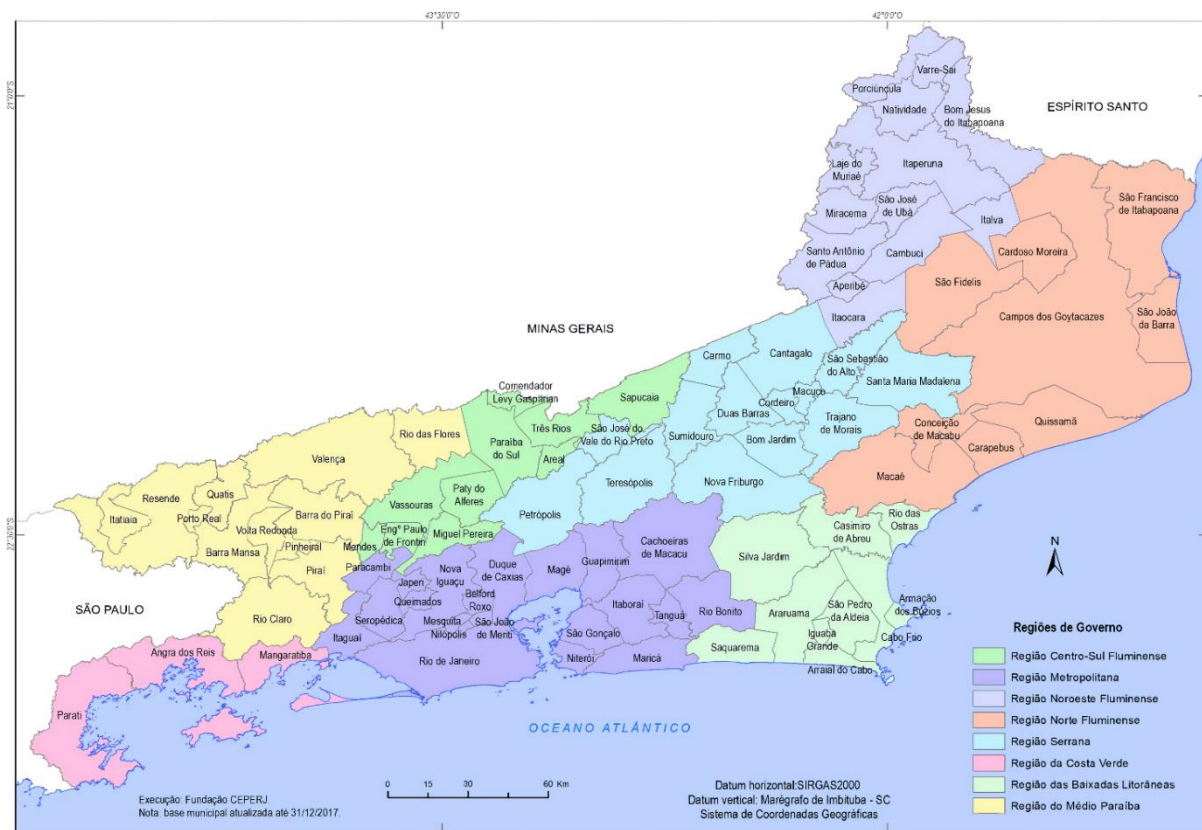 43°30'0"O
42°0'0"O
21°0'0"S
22°30'0"S
ESPÍRITO SANTO
MINAS GERAIS
SÃO PAULO
Varre-Sai
Porciúncula
Natividade
Bom Jesus
do Itabapoana
Laje do
Muriaé
Itaperuna
Miracema
São José
de Ubá
Italva
Santo Antônio
de Pádua
Cambuci
Aperibé
Itaocara
São Francisco
de Itabapoana
Cardoso Moreira
São Fidelis
Campos dos Goytacazes
São João
da Barra
Quissamã
Conceição
de Macabu
Carapebus
Macaé
Carmo
Cantagalo
São Sebastião
do Alto
Santa Maria Madalena
Macuco
Cordeiro
Duas Barras
Trajano
de Morais
Sumidouro
Bom Jardim
Nova Friburgo
Teresópolis
Petrópolis
São José do
Vale do Rio Preto
Comendador
Levy Gasparian
Sapucaia
Três Rios
Paraíba
do Sul
Areal
Paty do
Alferes
Vassouras
Engº Paulo
de Frontin
Miguel Pereira
Mendes
Rio das Flores
Valença
Resende
Quatis
Itatiaia
Porto Real
Volta Redonda
Barra do Piraí
Barra Mansa
Pinheiral
Piraí
Rio Claro
Paracambi
Japeri
Nova
Iguaçu
Duque
de Caxias
Magé
Guapimirim
Cachoeiras
de Macacu
Queimados
Belford
Roxo
Seropédica
Mesquita
Nilópolis
São João
de Meriti
Itaguaí
Rio de Janeiro
Itaboraí
Tanguá
Rio Bonito
São Gonçalo
Niterói
Maricá
Silva Jardim
Casimiro
de Abreu
Rio das
Ostras
Araruama
São Pedro
da Aldeia
Armação
dos Búzios
Iguaba
Grande
Cabo Frio
Saquarema
Arraial do Cabo
Angra dos Reis
Mangaratiba
Parati
OCEANO ATLÂNTICO
N
Regiões de Governo
Região Centro-Sul Fluminense
Região Metropolitana
Região Noroeste Fluminense
Região Norte Fluminense
Região Serrana
Região da Costa Verde
Região das Baixadas Litorâneas
Região do Médio Paraíba
0 15 30 60 Km
Execução: Fundação CEPERJ.
Nota: base municipal atualizada até 31/12/2017.
Datum horizontal:SIRGAS2000
Datum vertical: Marégrafo de Imbituba - SC
Sistema de Coordenadas Geográficas